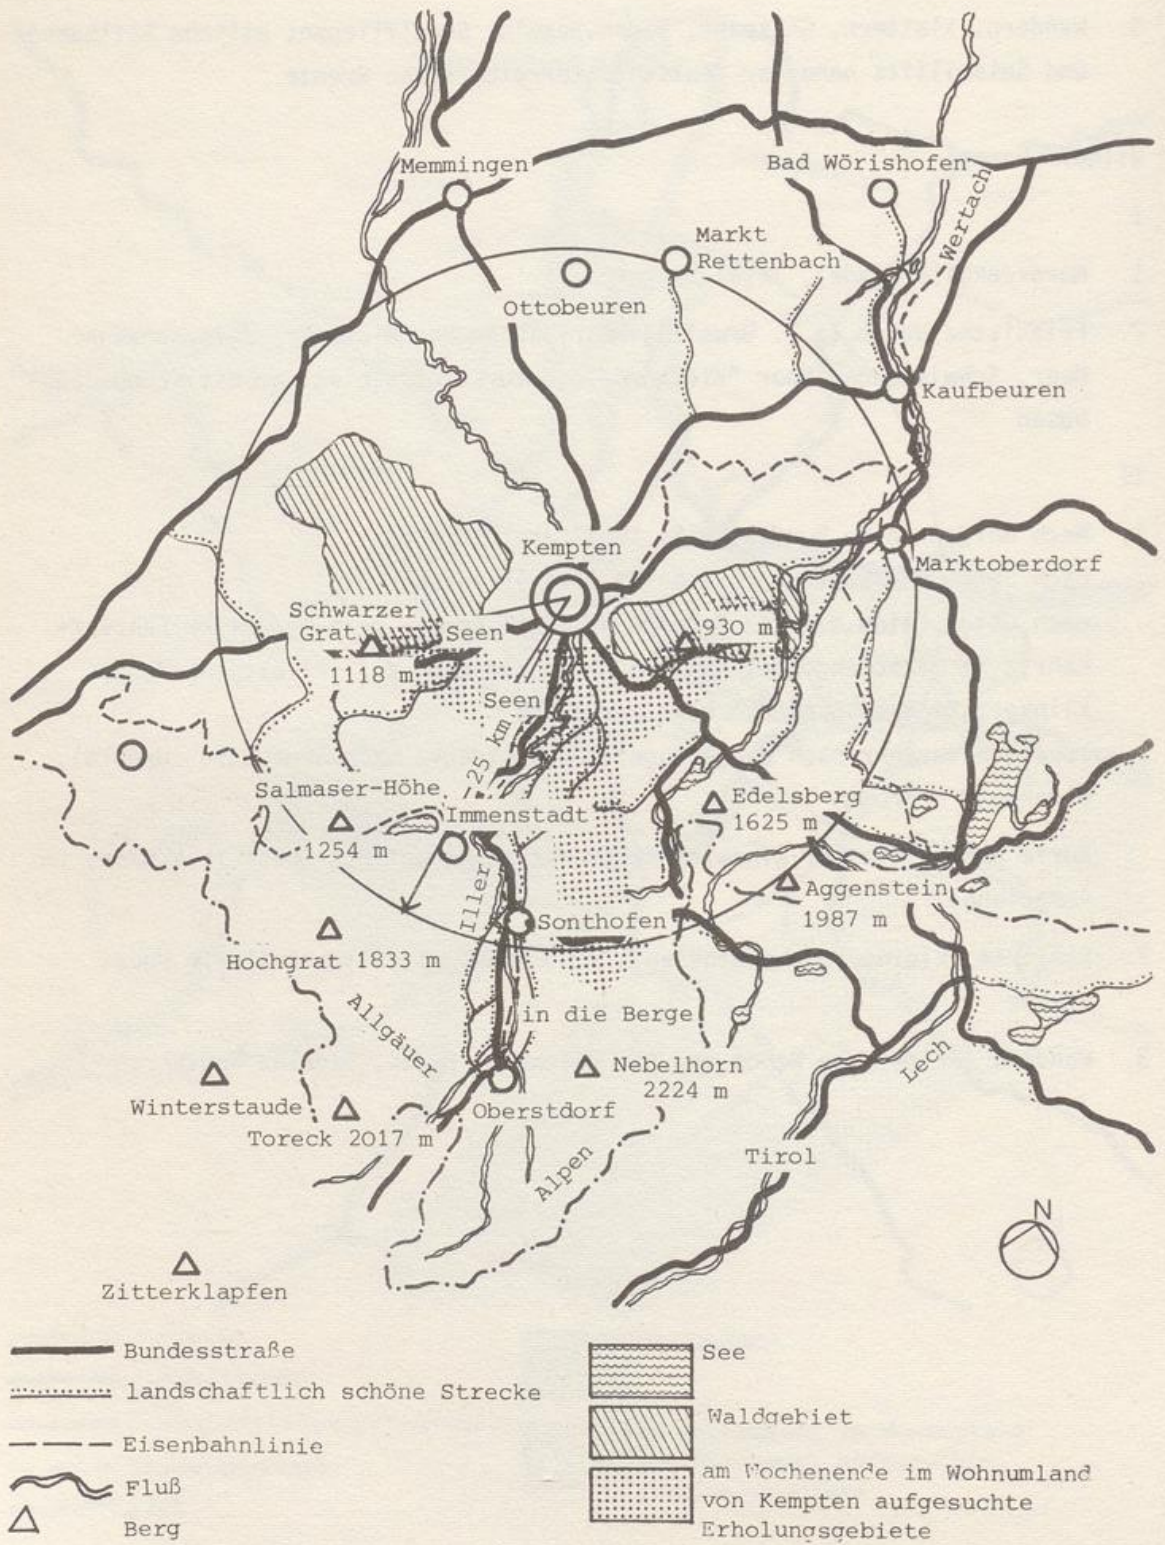 Memmingen
Bad Wörishofen
Wertach
Markt
Rettenbach
Ottobeuren
Kaufbeuren
Kempten
Marktoberdorf
Schwarzer
Grat
1118 m
Seen
930 m
Seen
25 km
Salmaser-Höhe
1254 m
Immenstadt
Edelsberg
1625 m
Iller
Aggenstein
1987 m
Sonthofen
Hochgrat 1833 m
Allgäuer
in die Berge
Nebelhorn
2224 m
Lech
Winterstaude
Toreck 2017 m
Oberstdorf
Alpen
Tirol
N
Zitterklapfen
Bundesstraße
landschaftlich schöne Strecke
Eisenbahnlinie
Fluß
Berg
See
Waldgebiet
am Wochenende im Wohnumland
von Kempten aufgesuchte
Erholungsgebiete